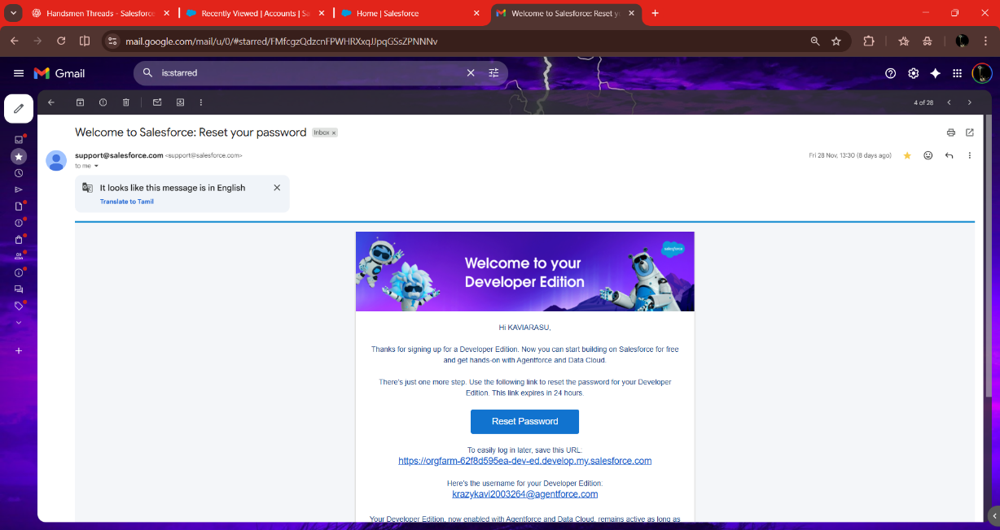 Handsmen Threads - Salesforce
Recently Viewed | Accounts | Sa
Home | Salesforce
Welcome to Salesforce: Reset yo
mail.google.com/mail/u/0/#starred/FMfcgzQdzcnFPWHRXxqJJpqGSsZPNNNv
Gmail
is:starred
4 of 28
Welcome to Salesforce: Reset your password
Inbox x
support@salesforce.com <support@salesforce.com>
Fri 28 Nov, 13:30 (8 days ago)
to me
It looks like this message is in English
Translate to Tamil
salesforce
Welcome to your
Developer Edition
Hi KAVIARASU,
Thanks for signing up for a Developer Edition. Now you can start building on Salesforce for free
and get hands-on with Agentforce and Data Cloud.
There's just one more step. Use the following link to reset the password for your Developer
Edition. This link expires in 24 hours.
Reset Password
To easily log in later, save this URL:
https://orgfarm-62f8d595ea-dev-ed.develop.my.salesforce.com
Here's the username for your Developer Edition:
krazykavi2003264@agentforce.com
Your Developer Edition, now enabled with Agentforce and Data Cloud, remains active as long as